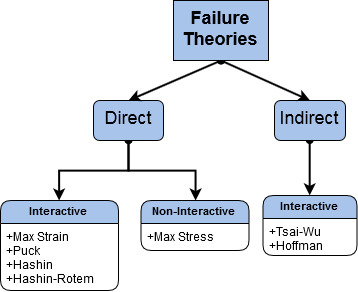 Failure
Theories
Direct
Indirect
Interactive
+Max Strain
+Puck
+Hashin
+Hashin-Rotem
Non-Interactive
+Max Stress
Interactive
+Tsai-Wu
+Hoffman